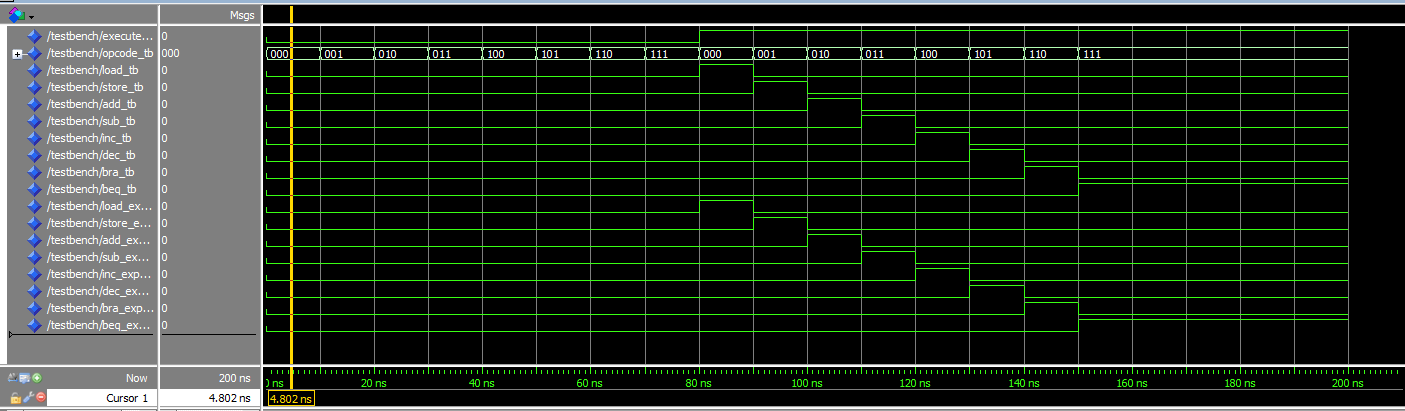 Msgs
/testbench/execute... 0
/testbench/opcode_tb 000 000 001 010 011 100 101 110 111 000 001 010 011 100 101 110 111
/testbench/load_tb 0
/testbench/store_tb 0
/testbench/add_tb 0
/testbench/sub_tb 0
/testbench/inc_tb 0
/testbench/dec_tb 0
/testbench/bra_tb 0
/testbench/beq_tb 0
/testbench/load_ex... 0
/testbench/store_e... 0
/testbench/add_ex... 0
/testbench/sub_ex... 0
/testbench/inc_exp... 0
/testbench/dec_ex... 0
/testbench/bra_exp... 0
/testbench/beq_ex... 0
Now 200 ns ns 20 ns 40 ns 60 ns 80 ns 100 ns 120 ns 140 ns 160 ns 180 ns 200 ns
Cursor 1 4.802 ns 4.802 ns